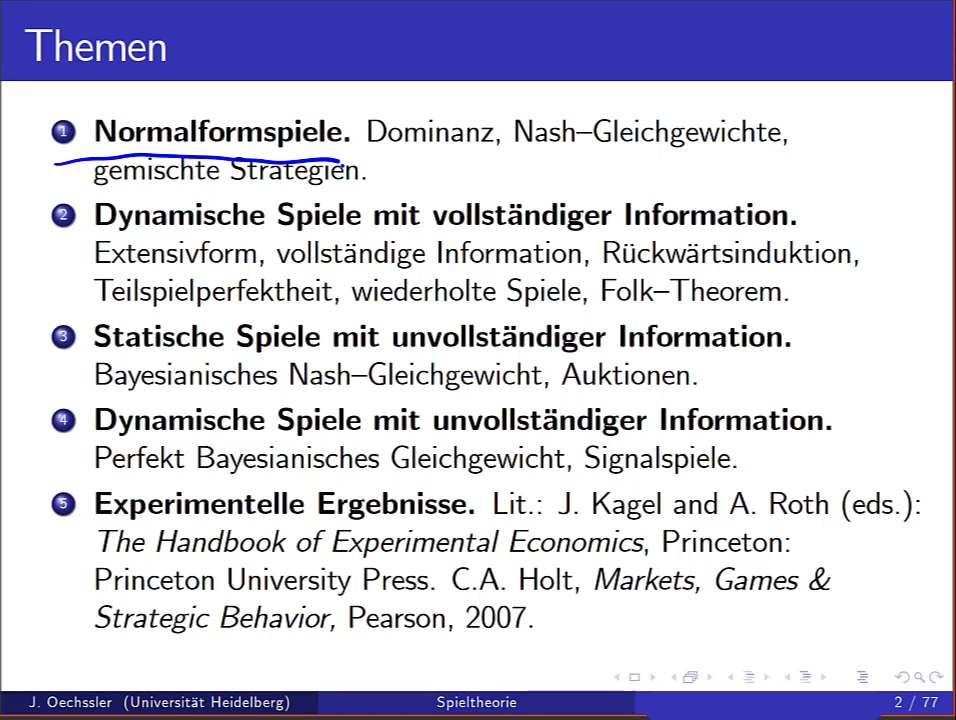 Themen
1 Normalformspiele. Dominanz, Nash–Gleichgewichte,
gemischte Strategien.
2 Dynamische Spiele mit vollständiger Information.
Extensivform, vollständige Information, Rückwärtsinduktion,
Teilspielperfektheit, wiederholte Spiele, Folk–Theorem.
3 Statische Spiele mit unvollständiger Information.
Bayesianisches Nash–Gleichgewicht, Auktionen.
4 Dynamische Spiele mit unvollständiger Information.
Perfekt Bayesianisches Gleichgewicht, Signalspiele.
5 Experimentelle Ergebnisse. Lit.: J. Kagel and A. Roth (eds.):
The Handbook of Experimental Economics, Princeton:
Princeton University Press. C.A. Holt, Markets, Games &
Strategic Behavior, Pearson, 2007.
J. Oechssler (Universität Heidelberg) Spieltheorie 2 / 77